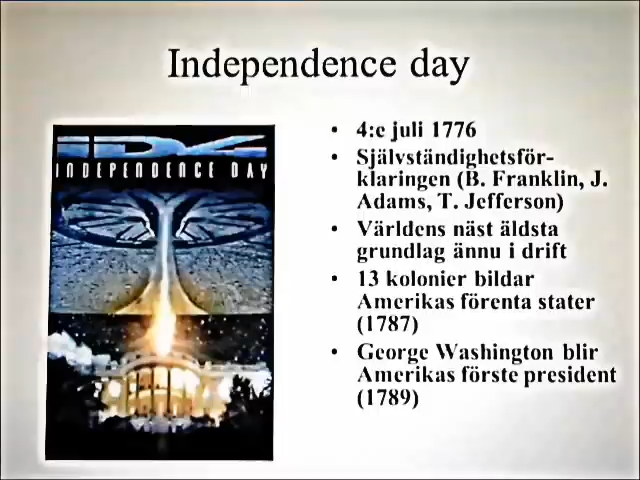 Independence day
ID4
INDEPENDENCE DAY
• 4:e juli 1776
• Självständighetsför-
klaringen (B. Franklin, J.
Adams, T. Jefferson)
• Världens näst äldsta
grundlag ännu i drift
• 13 kolonier bildar
Amerikas förenta stater
(1787)
• George Washington blir
Amerikas förste president
(1789)